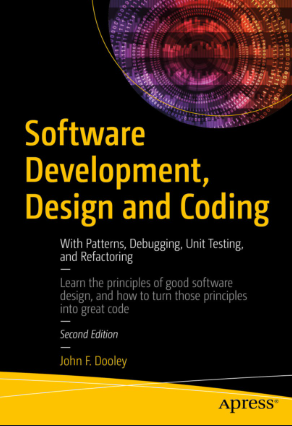 Software
Development,
Design and Coding
With Patterns, Debugging, Unit Testing,
and Refactoring
—
Learn the principles of good software
design, and how to turn those principles
into great code
—
Second Edition
—
John F. Dooley
Apress®